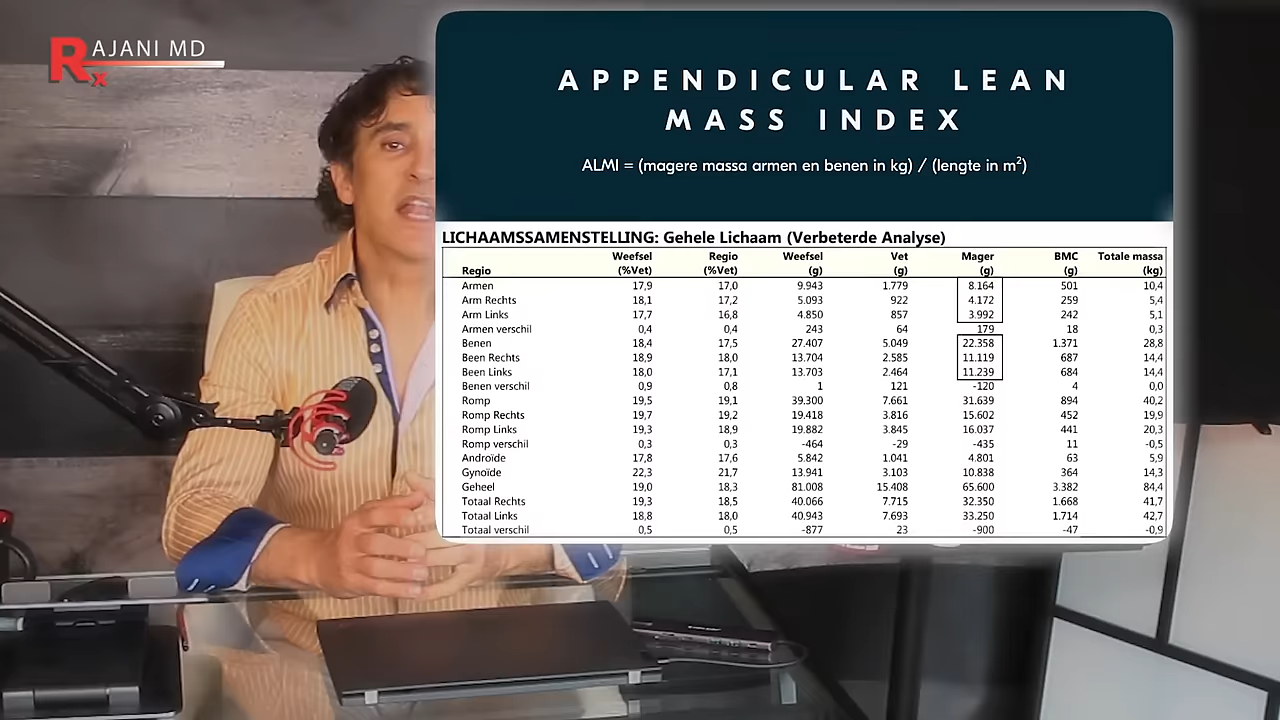 RX AJANI MD
APPENDICULAR LEAN
MASS INDEX
ALMI = (magere massa armen en benen in kg) / (lengte in m²)
LICHAAMSSAMENSTELLING: Gehele Lichaam (Verbeterde Analyse)
Weefsel Regio Weefsel Vet Mager BMC Totale massa
Regio (%Vet) (%Vet) (g) (g) (g) (g) (kg)
Armen 17,9 17,0 9.943 1.779 8.164 501 10,4
Arm Rechts 18,1 17,2 5.093 922 4.172 259 5,4
Arm Links 17,7 16,8 4.850 857 3.992 242 5,1
Armen verschil 0,4 0,4 243 64 179 18 0,3
Benen 18,4 17,5 27.407 5.049 22.358 1.371 28,8
Been Rechts 18,9 18,0 13.704 2.585 11.119 687 14,4
Been Links 18,0 17,1 13.703 2.464 11.239 684 14,4
Benen verschil 0,9 0,8 1 121 -120 4 0,0
Romp 19,5 19,1 39.300 7.661 31.639 894 40,2
Romp Rechts 19,7 19,2 19.418 3.816 15.602 452 19,9
Romp Links 19,3 18,9 19.882 3.845 16.037 441 20,3
Romp verschil 0,3 0,3 -464 -29 -435 11 -0,5
Androïde 17,8 17,6 5.842 1.041 4.801 63 5,9
Gynoïde 22,3 21,7 13.941 3.103 10.838 364 14,3
Geheel 19,0 18,3 81.008 15.408 65.600 3.382 84,4
Totaal Rechts 19,3 18,5 40.066 7.715 32.350 1.668 41,7
Totaal Links 18,8 18,0 40.943 7.693 33.250 1.714 42,7
Totaal verschil 0,5 0,5 -877 23 -900 -47 -0,9